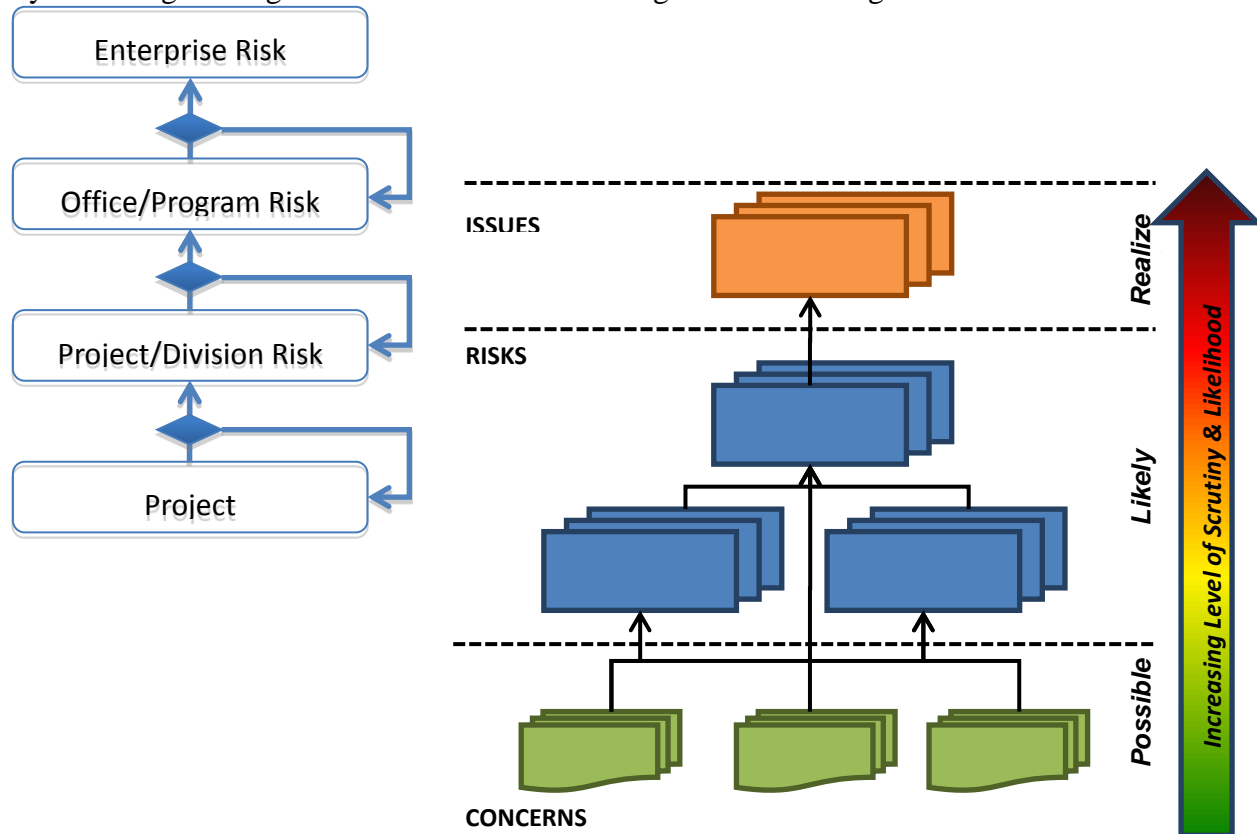 Enterprise Risk
Office/Program Risk
Project/Division Risk
Project
ISSUES
RISKS
CONCERNS
Realize
Likely
Possible
Increasing Level of Scrutiny & Likelihood